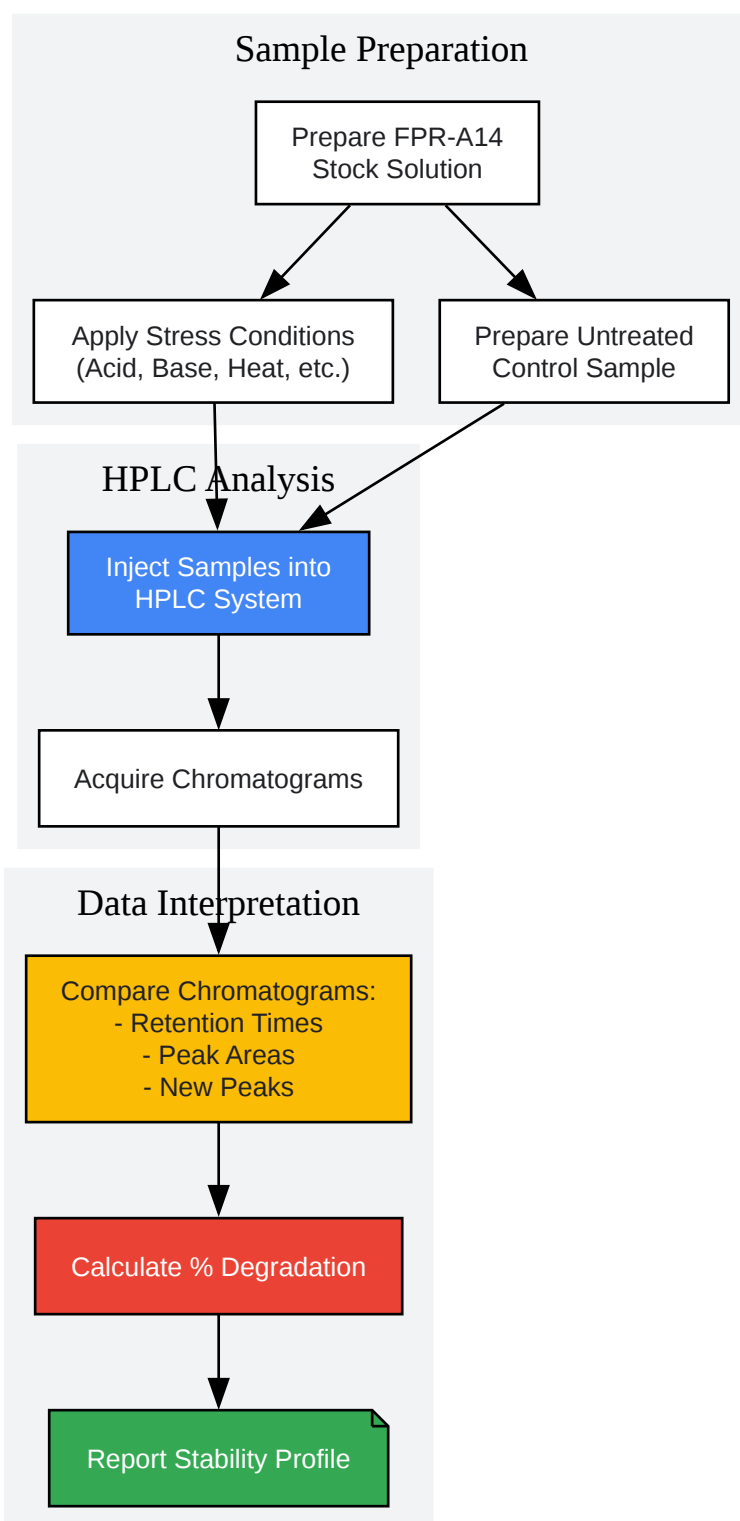 Sample Preparation
Prepare FPR-A14
Stock Solution
Apply Stress Conditions
(Acid, Base, Heat, etc.)
Prepare Untreated
Control Sample
HPLC Analysis
Inject Samples into
HPLC System
Acquire Chromatograms
Data Interpretation
Compare Chromatograms:
- Retention Times
- Peak Areas
- New Peaks
Calculate % Degradation
Report Stability Profile